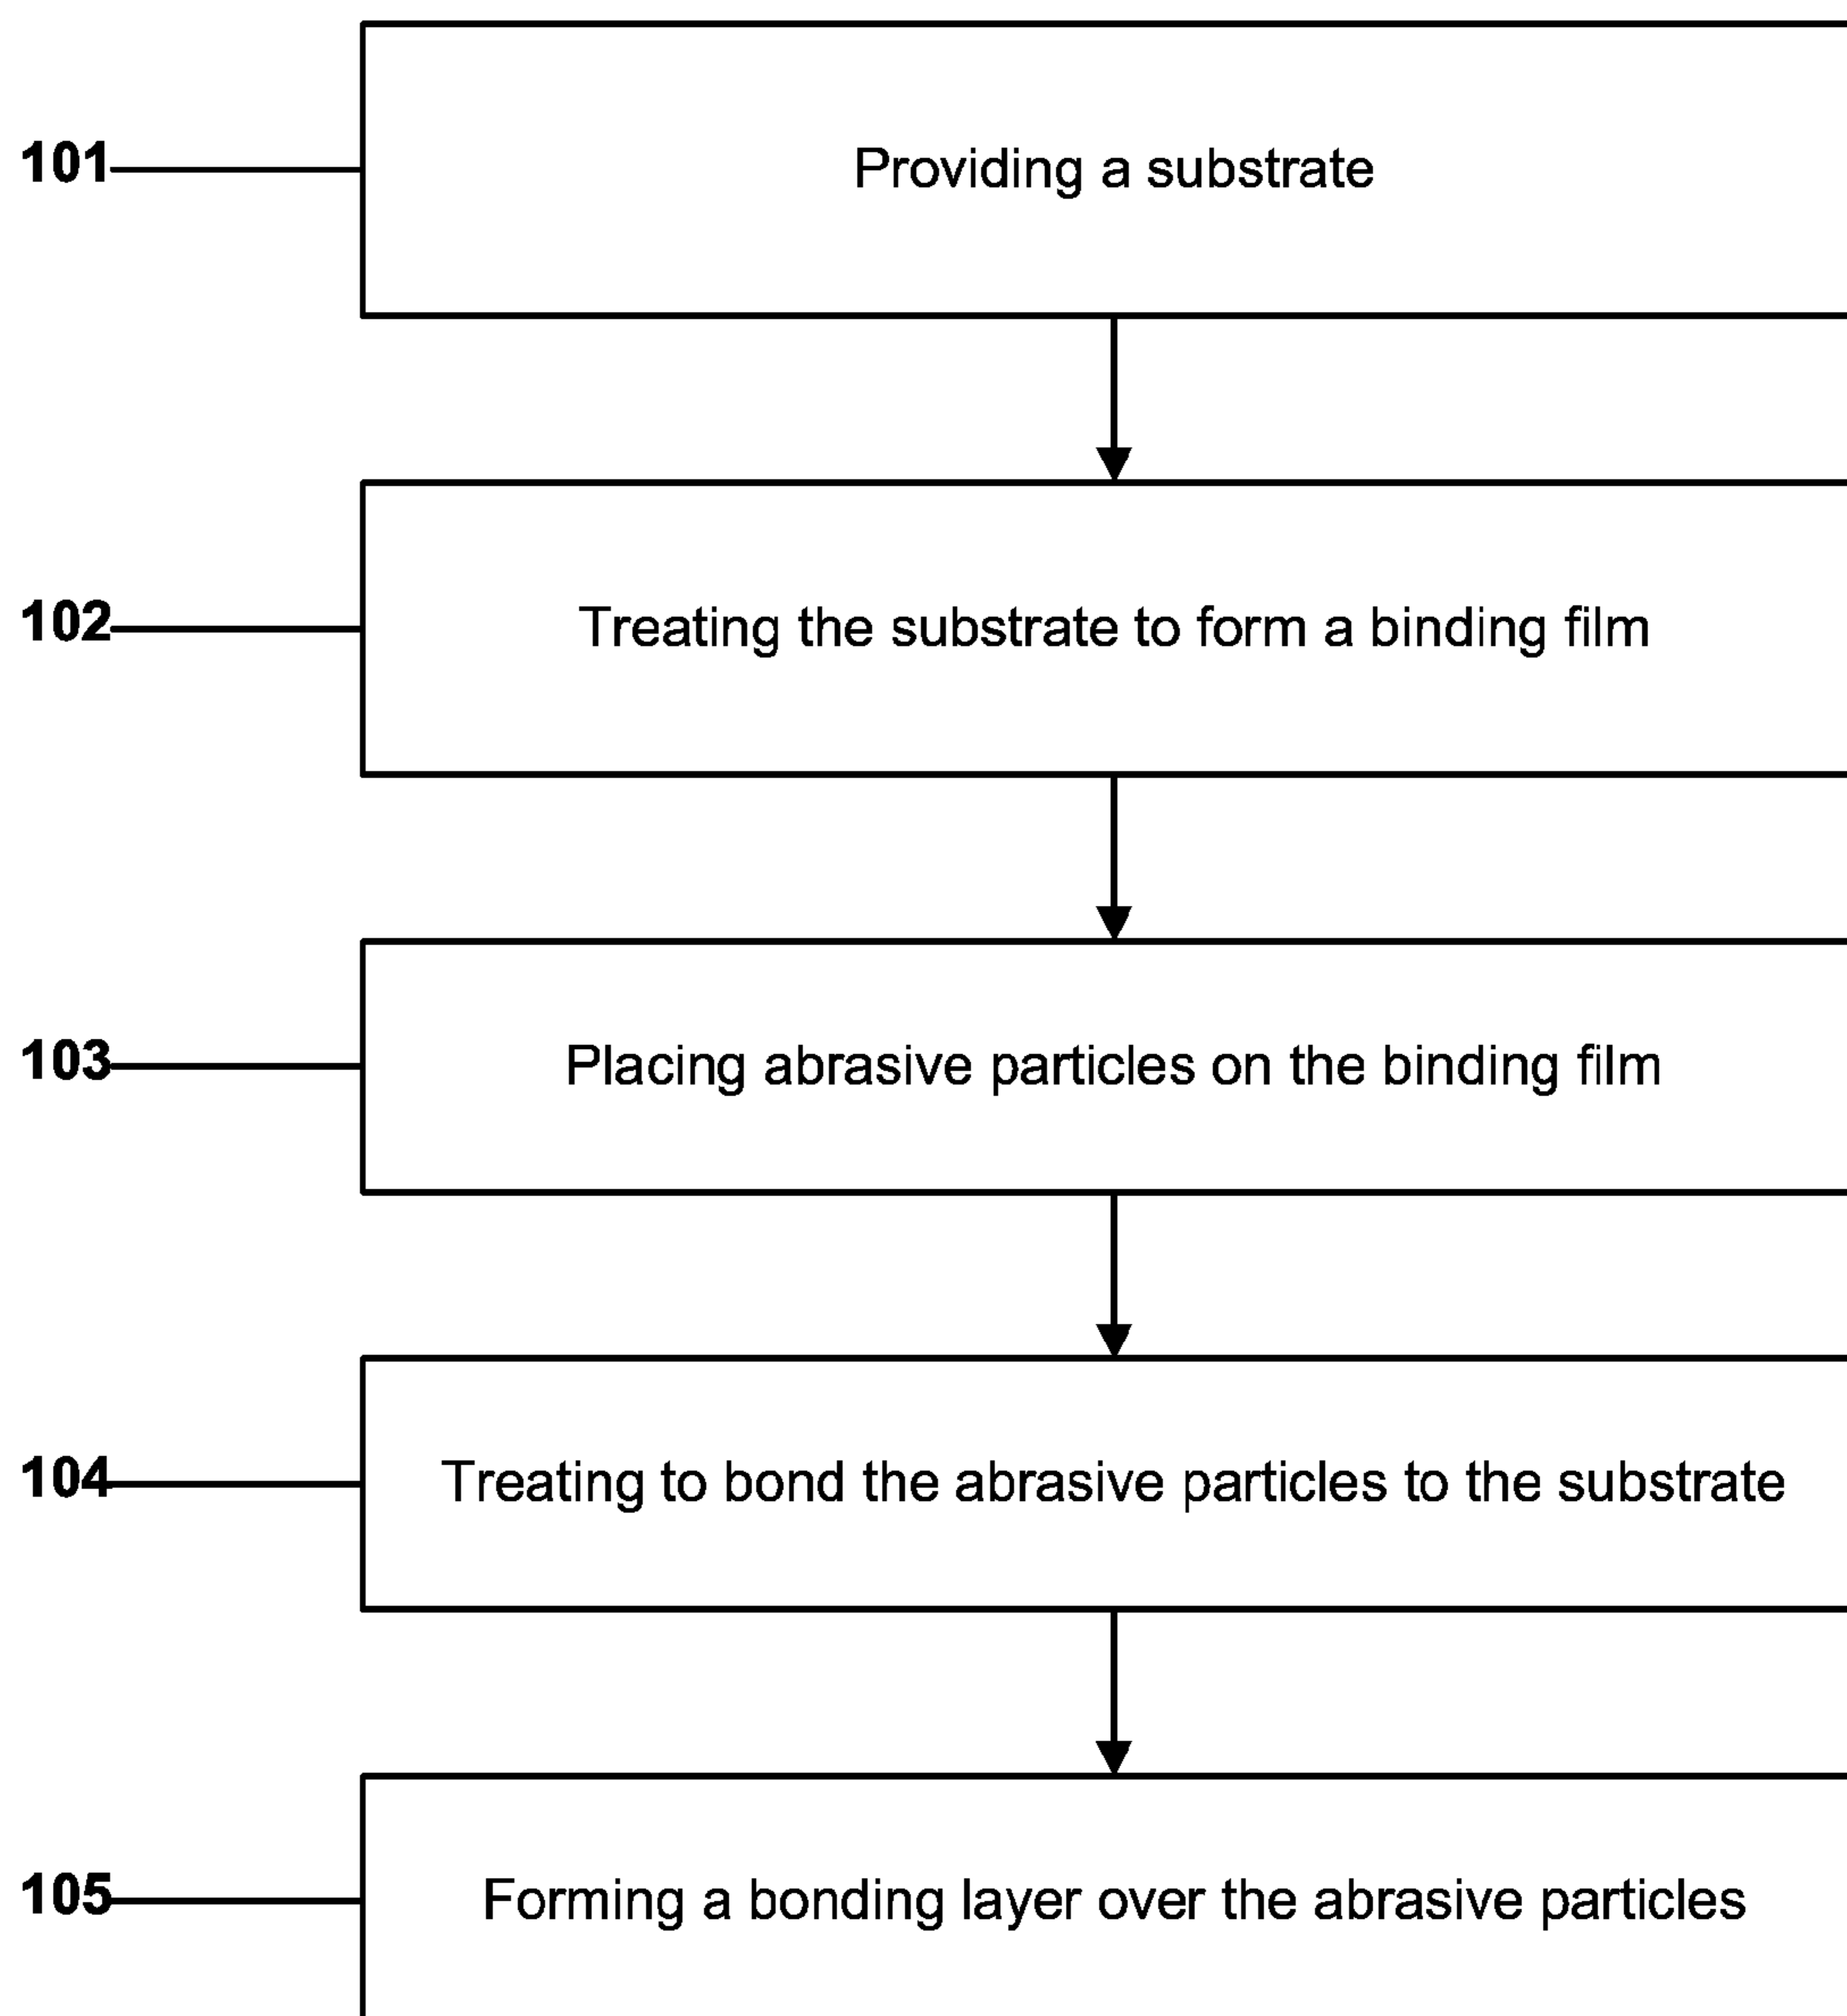 101 Providing a substrate
102 Treating the substrate to form a binding film
103 Placing abrasive particles on the binding film
104 Treating to bond the abrasive particles to the substrate
105 Forming a bonding layer over the abrasive particles